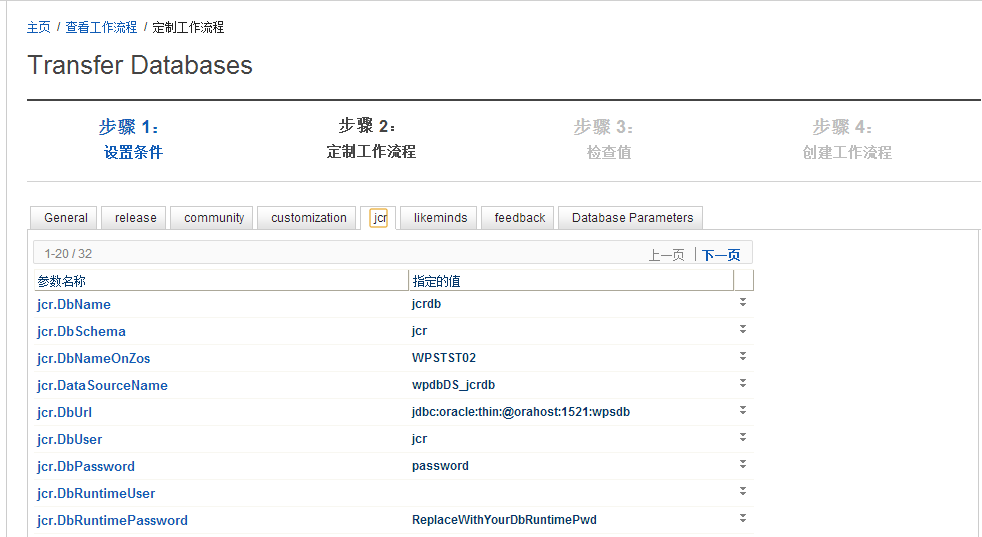 主页 / 查看工作流程 / 定制工作流程
Transfer Databases
步骤 1: 步骤 2: 步骤 3: 步骤 4:
设置条件 定制工作流程 检查值 创建工作流程
General release community customization jcr likeminds feedback Database Parameters
1-20 / 32 上一页 | 下一页
参数名称 指定的值
jcr.DbName jcrdb
jcr.DbSchema jcr
jcr.DbNameOnZos WPSTST02
jcr.DataSourceName wpdbDS_jcrdb
jcr.DbUrl jdbc:oracle:thin:@orahost:1521:wpsdb
jcr.DbUser jcr
jcr.DbPassword password
jcr.DbRuntimeUser
jcr.DbRuntimePassword ReplaceWithYourDbRuntimePwd